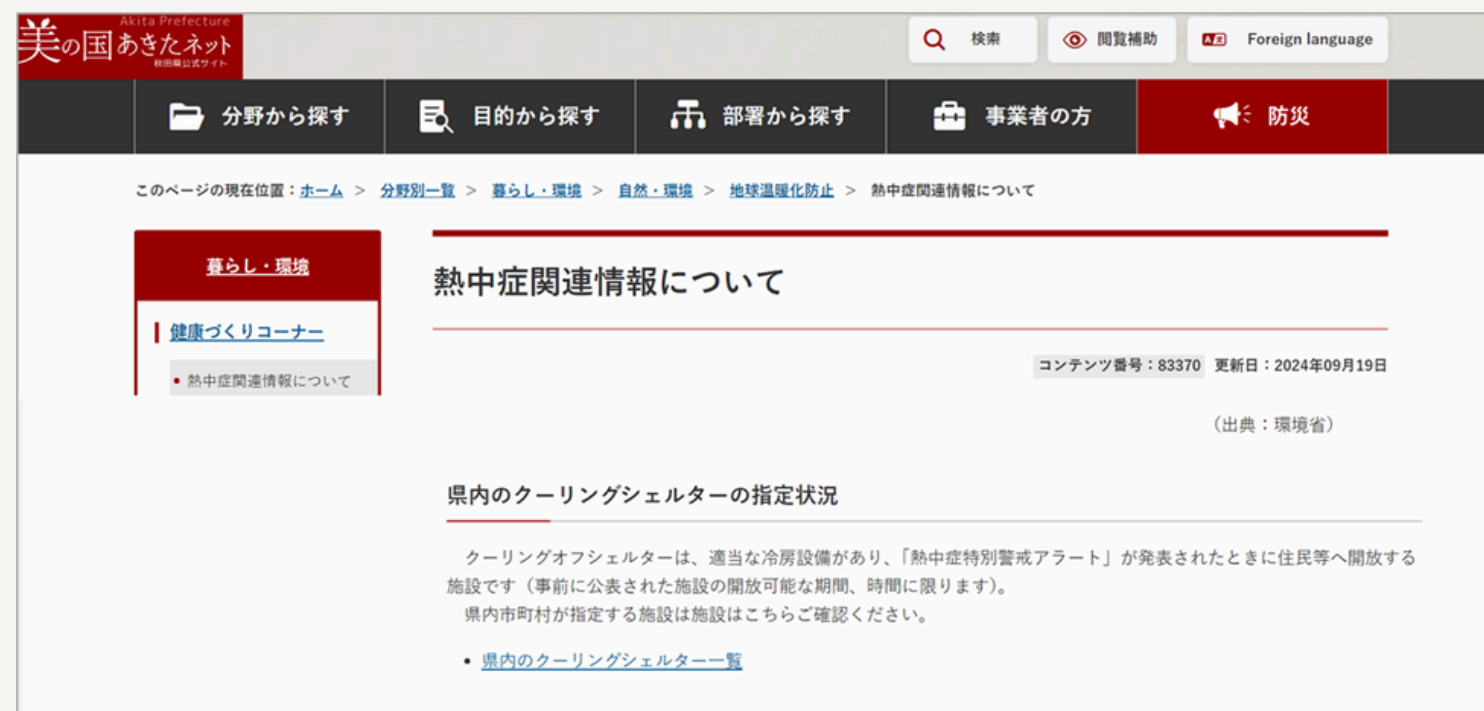 Akita Prefecture
美の国あきたネット
秋田県公式サイト
検索
閲覧補助
Foreign language
分野から探す
目的から探す
部署から探す
事業者の方
防災
このページの現在位置：ホーム > 分野別一覧 > 暮らし・環境 > 自然・環境 > 地球温暖化防止 > 熱中症関連情報について
暮らし・環境
健康づくりコーナー
• 熱中症関連情報について
熱中症関連情報について
コンテンツ番号：83370 更新日：2024年09月19日
（出典：環境省）
県内のクーリングシェルターの指定状況
クーリングオフシェルターは、適当な冷房設備があり、「熱中症特別警戒アラート」が発表されたときに住民等へ開放する
施設です（事前に公表された施設の開放可能な期間、時間に限ります）。
県内市町村が指定する施設は施設はこちらご確認ください。
• 県内のクーリングシェルター一覧